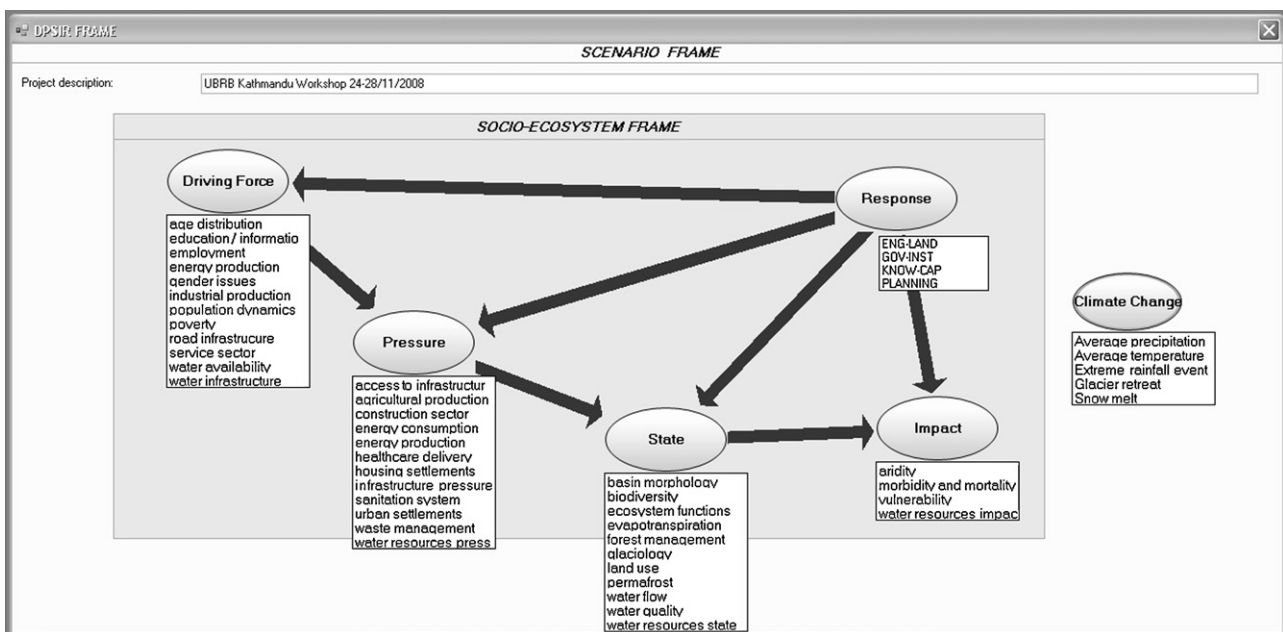 DPSIR FRAME
SCENARIO FRAME
Project description:
UBRB Kathmandu Workshop 24-28/11/2008
SOCIO-ECOSYSTEM FRAME
Driving Force
age distribution
education / informatio
employment
energy production
gender issues
industrial production
population dynamics
poverty
road infrastrucure
service sector
water availability
water infrastructure
Pressure
access to infrastructur
agricultural production
construction sector
energy consumption
energy production
healthcare delivery
housing settlements
infrastructure pressure
sanitation system
urban settlements
waste management
water resources press
State
basin morphology
biodiversity
ecosystem functions
evapotranspiration
forest management
glaciology
land use
permafrost
water flow
water quality
water resources state
Response
ENG-LAND
GOV-INST
KNOW-CAP
PLANNING
Impact
aridity
morbidity and mortality
vulnerability
water resources impac
Climate Change
Average precipitation
Average temperature
Extreme rainfall event
Glacier retreat
Snow melt